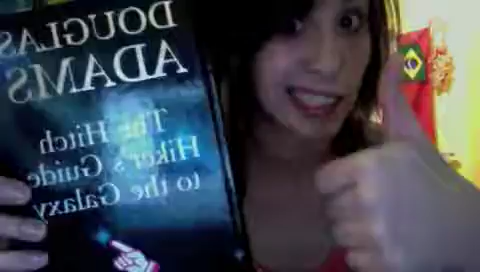 DOUGLAS
ADAMS
The Hitch
Hiker's Guide
to the Galaxy